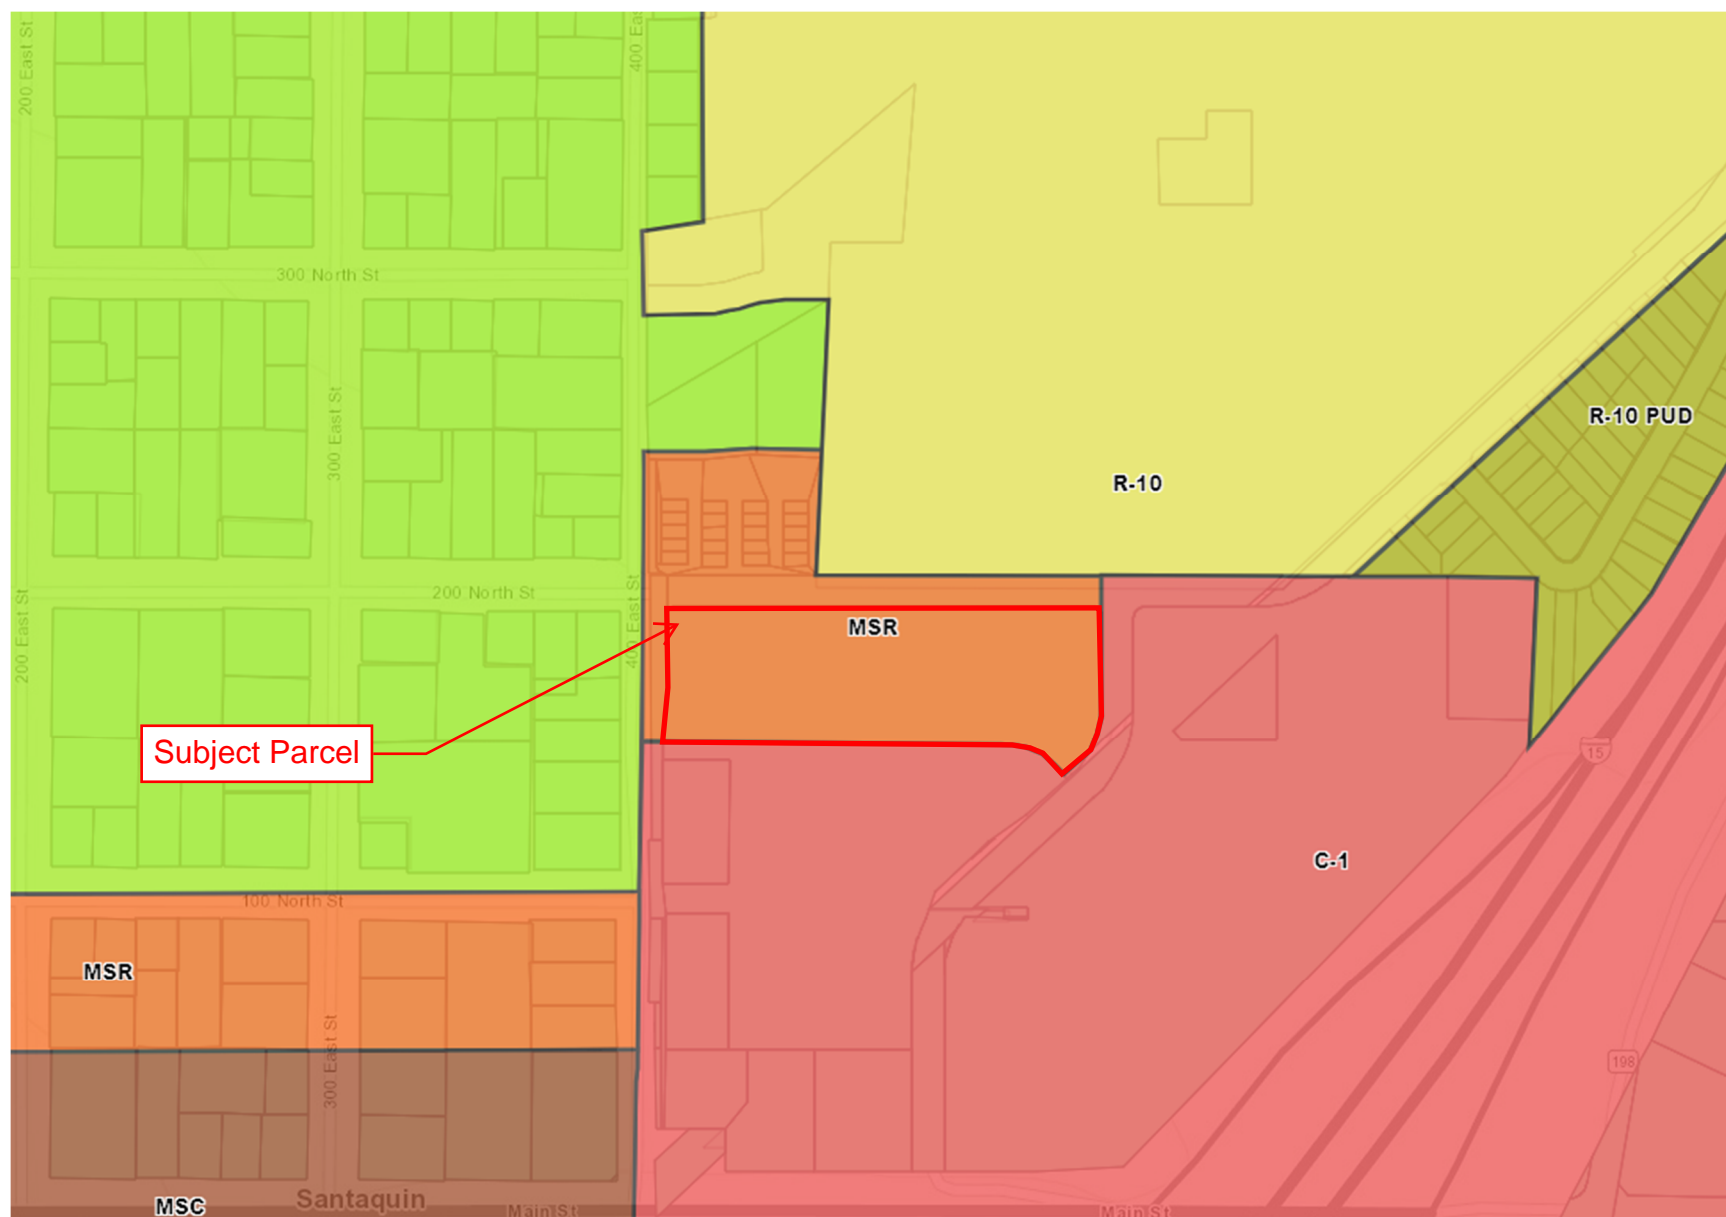 200 East St
400 Eas
300 North St
300 East St
R-10 PUD
R-10
200 North St
200 East St
400 East St
MSR
Subject Parcel
15
C-1
100 North St
MSR
300 East St
198
MSC
Santaquin
Main St
Main St